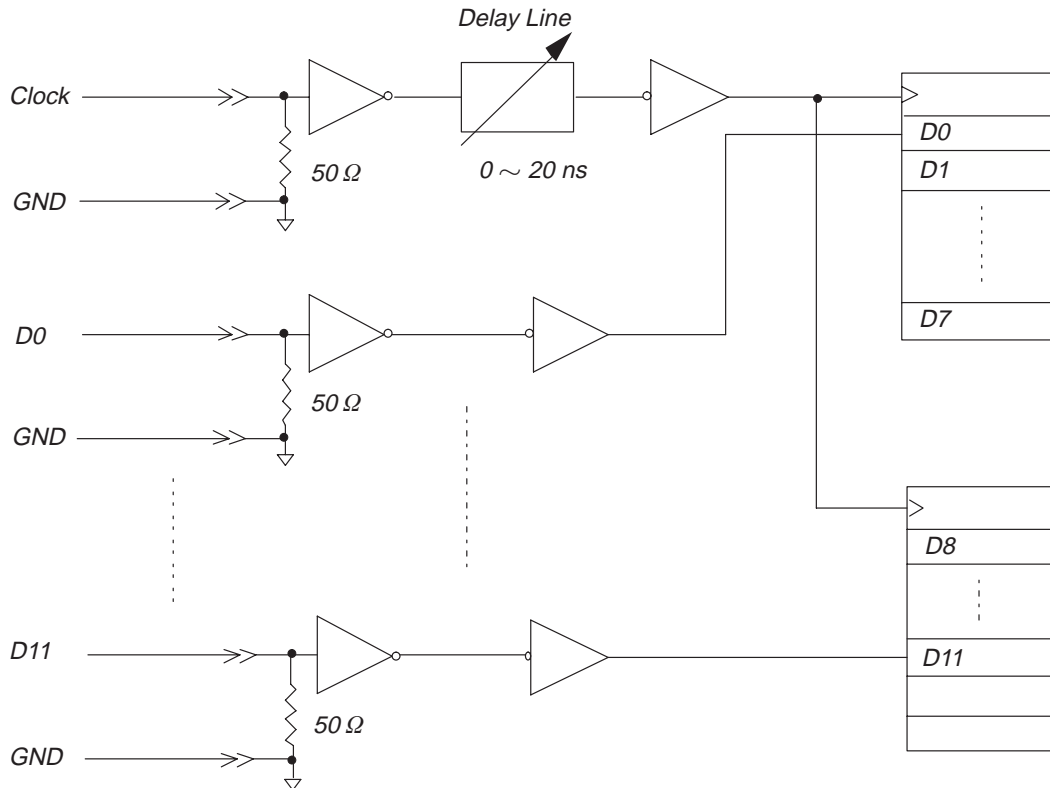 Delay Line
Clock
50 Ω
0 ∼ 20 ns
GND
D0
D1
D7
D0
50 Ω
GND
D8
D11
D11
50 Ω
GND